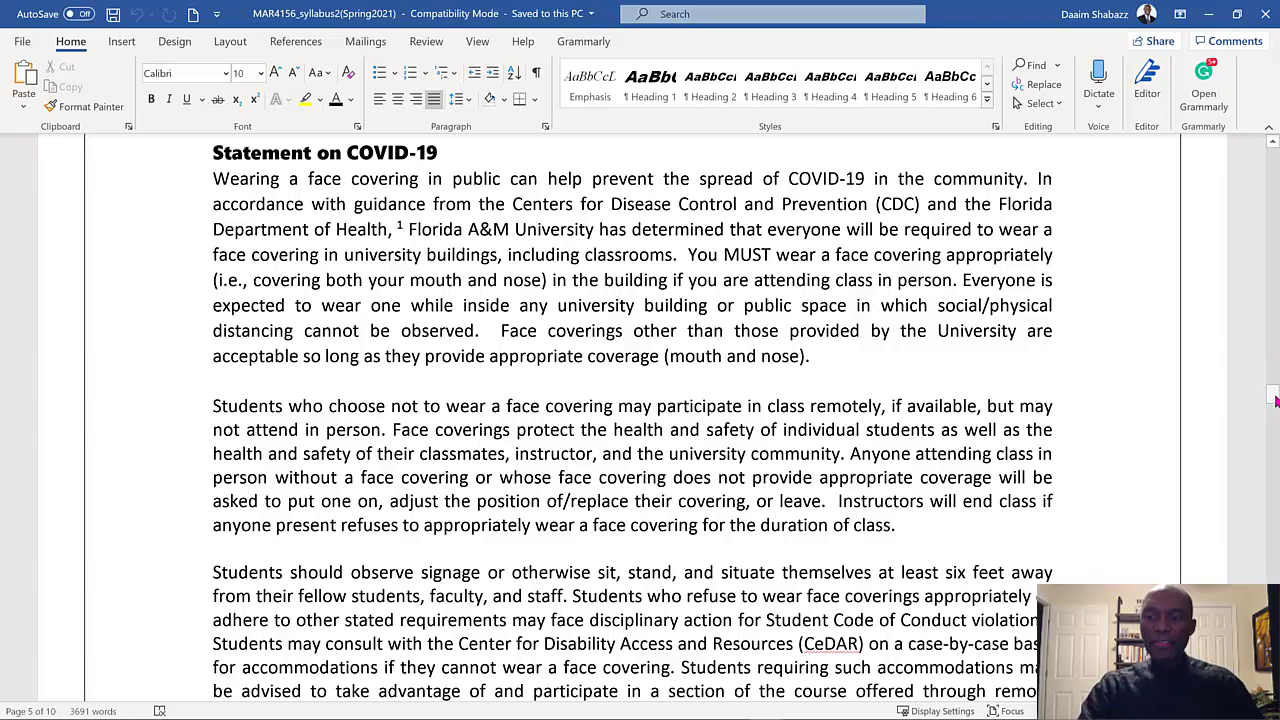 AutoSave Off MAR4156_syllabus2(Spring2021) - Compatibility Mode - Saved to this PC Search Daaim Shabazz
File Home Insert Design Layout References Mailings Review View Help Grammarly Share Comments
Paste Cut Copy Format Painter
Clipboard
Calibri 10
Font
Paragraph
AaBbCcL Emphasis
AaBbC ¶ Heading 1
AaBbCc ¶ Heading 2
AaBbCc ¶ Heading 3
AaBbCc ¶ Heading 4
AaBbCc ¶ Heading 5
AaBbCc ¶ Heading 6
Styles
Find
Replace
Select
Editing
Dictate
Voice
Editor
Editor
Open Grammarly
Grammarly
Statement on COVID-19
Wearing a face covering in public can help prevent the spread of COVID-19 in the community. In
accordance with guidance from the Centers for Disease Control and Prevention (CDC) and the Florida
Department of Health, 1 Florida A&M University has determined that everyone will be required to wear a
face covering in university buildings, including classrooms. You MUST wear a face covering appropriately
(i.e., covering both your mouth and nose) in the building if you are attending class in person. Everyone is
expected to wear one while inside any university building or public space in which social/physical
distancing cannot be observed. Face coverings other than those provided by the University are
acceptable so long as they provide appropriate coverage (mouth and nose).
Students who choose not to wear a face covering may participate in class remotely, if available, but may
not attend in person. Face coverings protect the health and safety of individual students as well as the
health and safety of their classmates, instructor, and the university community. Anyone attending class in
person without a face covering or whose face covering does not provide appropriate coverage will be
asked to put one on, adjust the position of/replace their covering, or leave. Instructors will end class if
anyone present refuses to appropriately wear a face covering for the duration of class.
Students should observe signage or otherwise sit, stand, and situate themselves at least six feet away
from their fellow students, faculty, and staff. Students who refuse to wear face coverings appropriately
adhere to other stated requirements may face disciplinary action for Student Code of Conduct
Students may consult with the Center for Disability Access and Resources (CeDAR) on a case-by-case
for accommodations if they cannot wear a face covering. Students requiring such accommodations
be advised to take advantage of and participate in a section of the course offered through
Page 5 of 10 3691 words Display Settings Focus